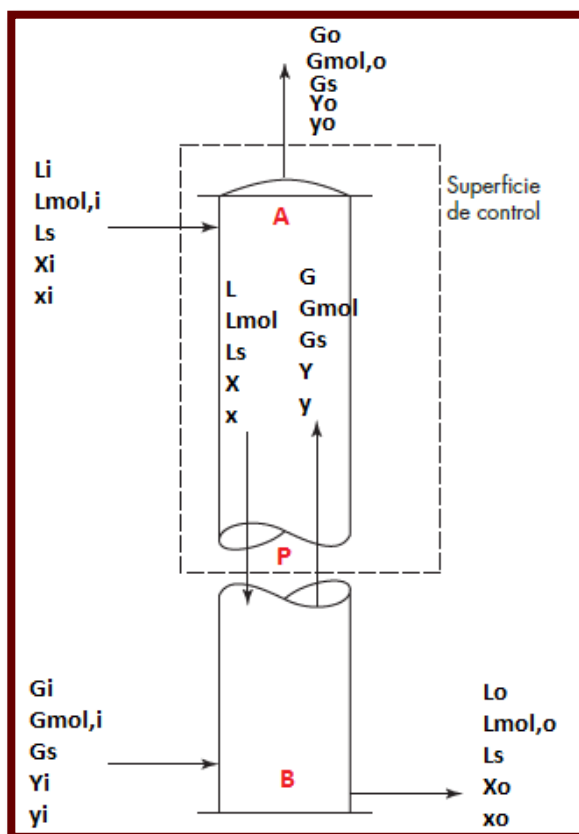 Go
Gmol,o
Gs
Yo
yo
Li
Lmol,i
Ls
Xi
xi
Superficie
de control
A
L
Lmol
Ls
X
x
G
Gmol
Gs
Y
y
P
Gi
Gmol,i
Gs
Yi
yi
B
Lo
Lmol,o
Ls
Xo
xo